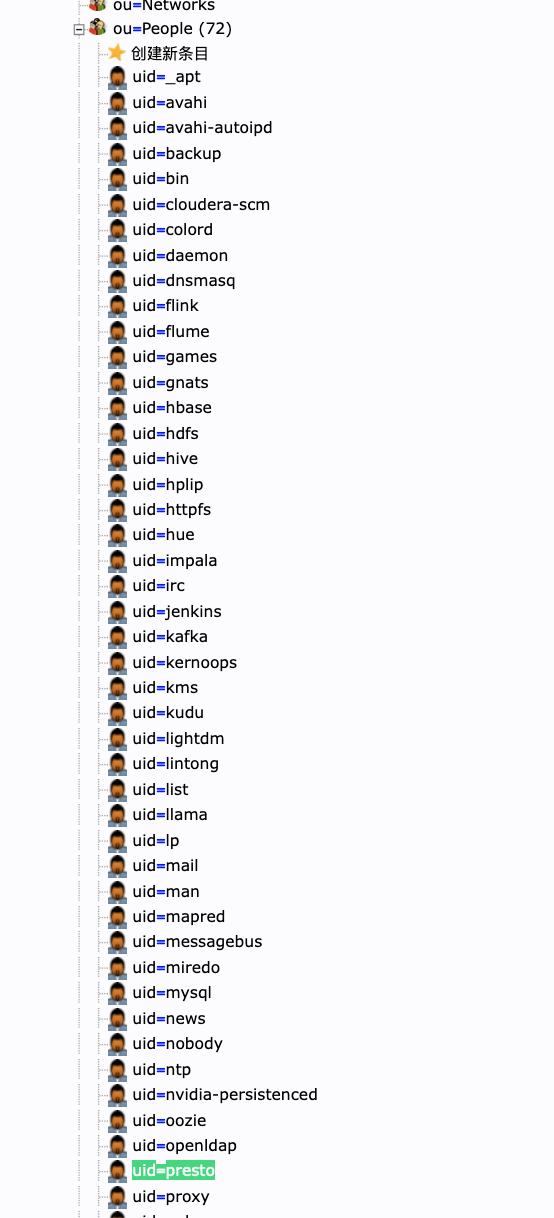 ou=Networks
ou=People (72)
创建新条目
uid=_apt
uid=avahi
uid=avahi-autoipd
uid=backup
uid=bin
uid=cloudera-scm
uid=colord
uid=daemon
uid=dnsmasq
uid=flink
uid=flume
uid=games
uid=gnats
uid=hbase
uid=hdfs
uid=hive
uid=hplip
uid=httpfs
uid=hue
uid=impala
uid=irc
uid=jenkins
uid=kafka
uid=kernoops
uid=kms
uid=kudu
uid=lightdm
uid=lintong
uid=list
uid=llama
uid=lp
uid=mail
uid=man
uid=mapred
uid=messagebus
uid=miredo
uid=mysql
uid=news
uid=nobody
uid=ntp
uid=nvidia-persistenced
uid=oozie
uid=openldap
uid=presto
uid=proxy